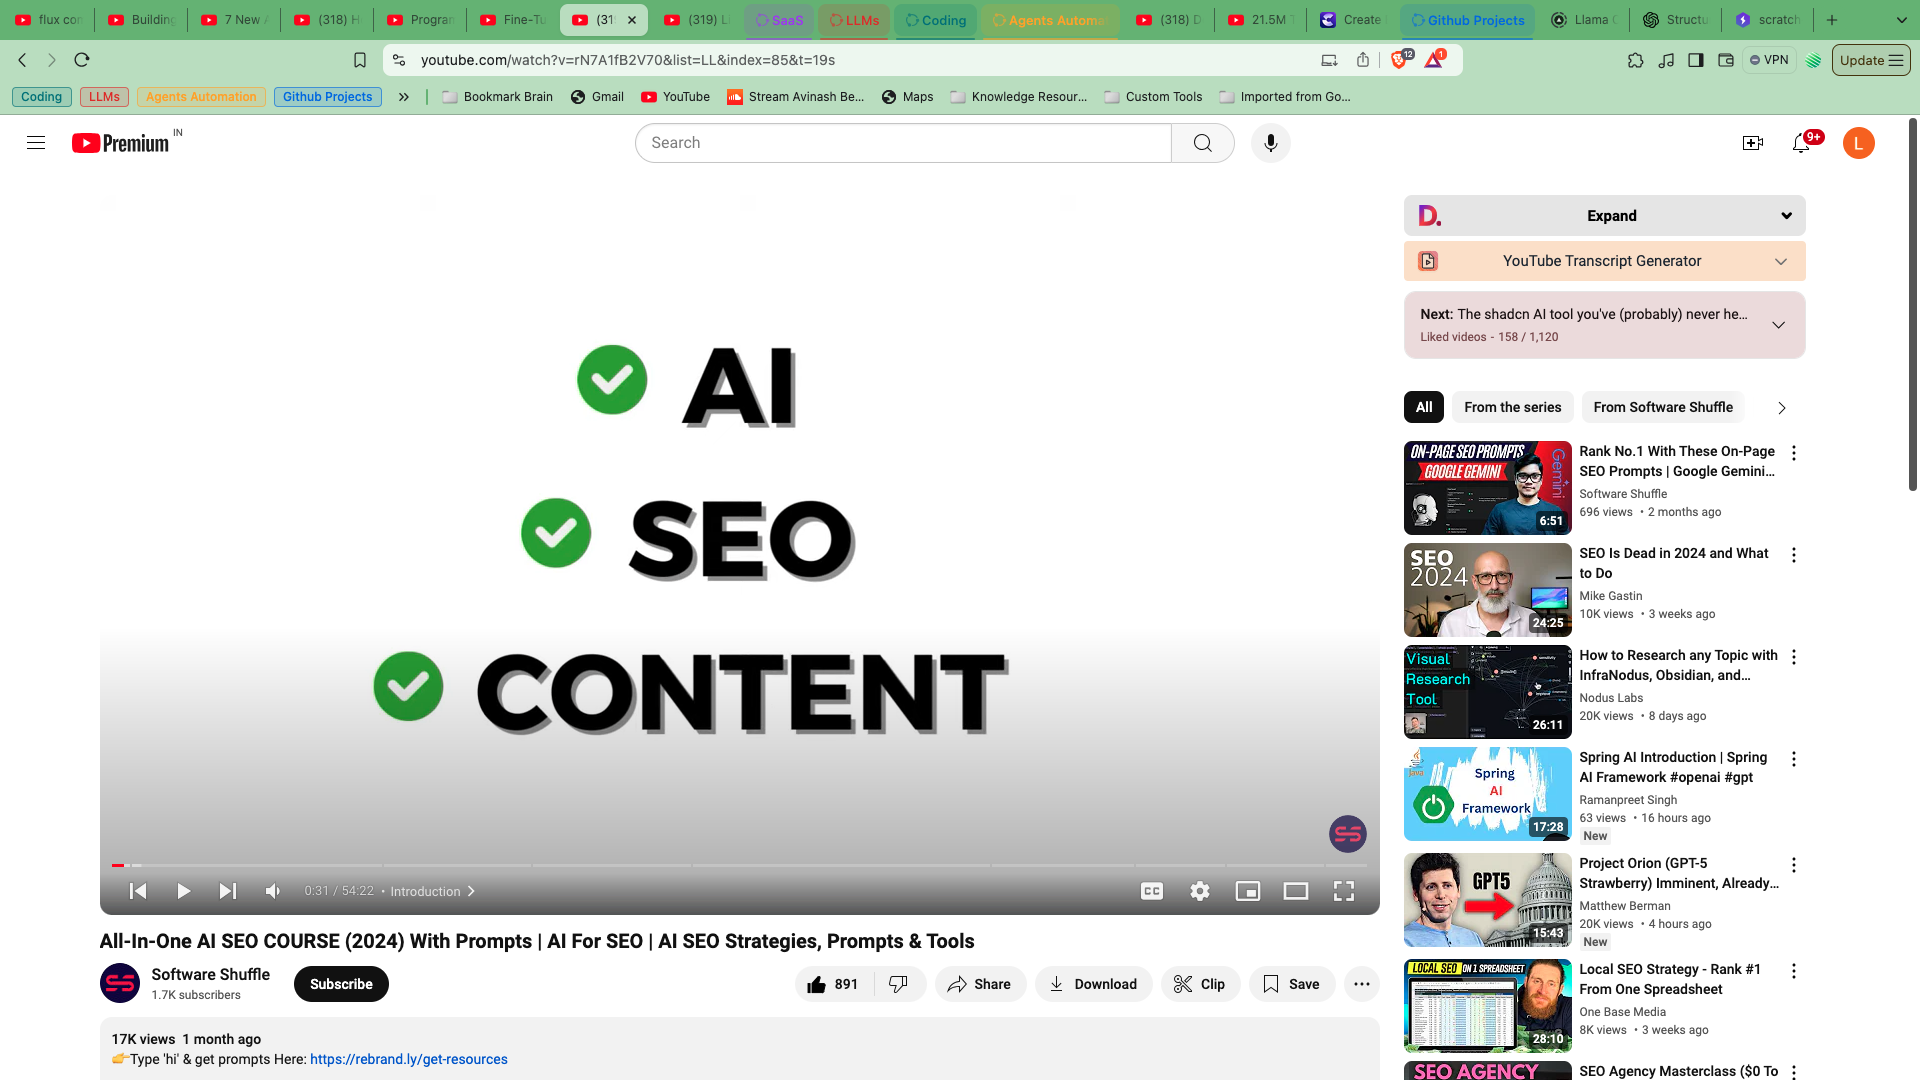 flux con
Building
7 New A
(318) H
Program
Fine-Tu
(31
(319) L
SaaS
LLMs
Coding
Agents Automat
(318) D
21.5M T
Create
Github Projects
Llama C
Structu
scratch
youtube.com/watch?v=rN7A1fB2V70&list=LL&index=85&t=19s
12
1
VPN
Update
Coding
LLMs
Agents Automation
Github Projects
Bookmark Brain
Gmail
YouTube
Stream Avinash Be...
Maps
Knowledge Resour...
Custom Tools
Imported from Go...
Premium
IN
Search
9+
L
D.
Expand
YouTube Transcript Generator
Next: The shadcn AI tool you've (probably) never he...
Liked videos - 158 / 1,120
All
From the series
From Software Shuffle
AI
SEO
CONTENT
0:31 / 54:22 • Introduction
CC
All-In-One AI SEO COURSE (2024) With Prompts | AI For SEO | AI SEO Strategies, Prompts & Tools
Software Shuffle
1.7K subscribers
Subscribe
891
Share
Download
Clip
Save
17K views 1 month ago
👉Type 'hi' & get prompts Here: https://rebrand.ly/get-resources
ON-PAGE SEO PROMPTS
GOOGLE GEMINI
Gemini
6:51
Rank No.1 With These On-Page
SEO Prompts | Google Gemini...
Software Shuffle
696 views • 2 months ago
SEO
2024
24:25
SEO Is Dead in 2024 and What
to Do
Mike Gastin
10K views • 3 weeks ago
Visual
Research
Tool
26:11
How to Research any Topic with
InfraNodus, Obsidian, and...
Nodus Labs
20K views • 8 days ago
Java
Spring
AI
Framework
17:28
Spring AI Introduction | Spring
AI Framework #openai #gpt
Ramanpreet Singh
63 views • 16 hours ago
New
GPT5
15:43
Project Orion (GPT-5
Strawberry) Imminent, Already...
Matthew Berman
20K views • 4 hours ago
New
LOCAL SEO ON 1 SPREADSHEET
28:10
Local SEO Strategy - Rank #1
From One Spreadsheet
One Base Media
8K views • 3 weeks ago
SEO AGENCY
SEO Agency Masterclass ($0 To